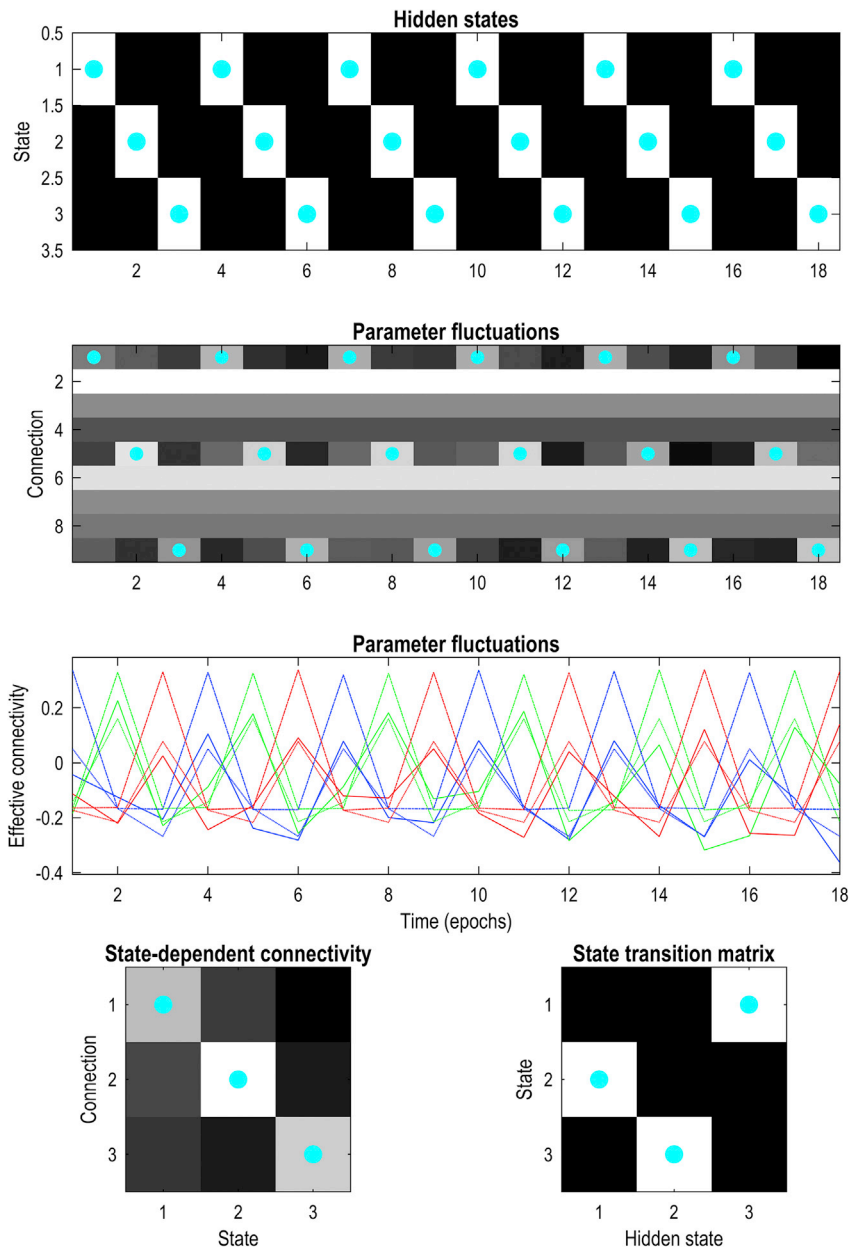 Hidden states
0.5
1
1.5
2
2.5
3
3.5
State
2 4 6 8 10 12 14 16 18
Parameter fluctuations
2
4
6
8
Connection
2 4 6 8 10 12 14 16 18
Parameter fluctuations
0.2
0
-0.2
-0.4
Effective connectivity
2 4 6 8 10 12 14 16 18
Time (epochs)
State-dependent connectivity
1
2
3
Connection
1 2 3
State
State transition matrix
1
2
3
State
1 2 3
Hidden state